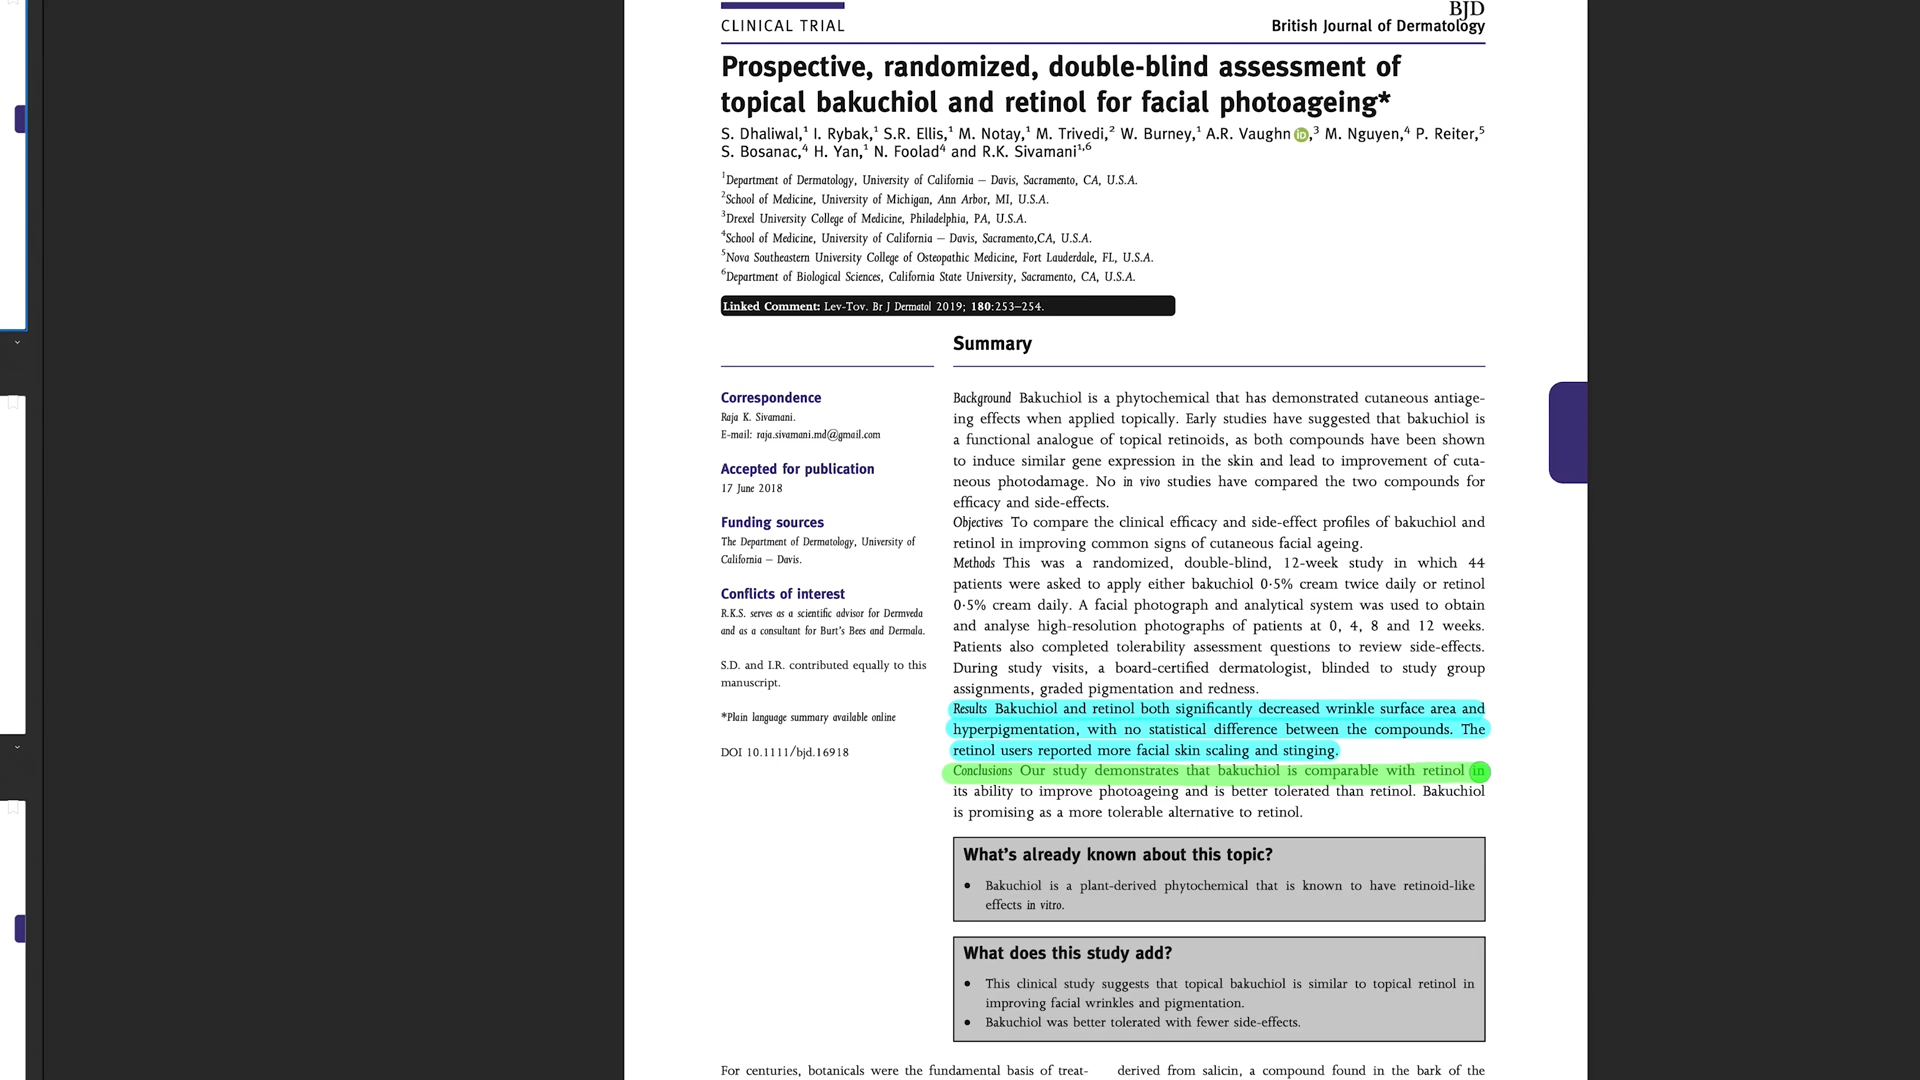 CLINICAL TRIAL
BJD
British Journal of Dermatology
Prospective, randomized, double-blind assessment of
topical bakuchiol and retinol for facial photoageing*
S. Dhaliwal,¹ I. Rybak,¹ S.R. Ellis,¹ M. Notay,¹ M. Trivedi,² W. Burney,¹ A.R. Vaughn iD,³ M. Nguyen,⁴ P. Reiter,⁵
S. Bosanac,⁴ H. Yan,¹ N. Foolad⁴ and R.K. Sivamani¹,⁶
¹Department of Dermatology, University of California – Davis, Sacramento, CA, U.S.A.
²School of Medicine, University of Michigan, Ann Arbor, MI, U.S.A.
³Drexel University College of Medicine, Philadelphia, PA, U.S.A.
⁴School of Medicine, University of California – Davis, Sacramento,CA, U.S.A.
⁵Nova Southeastern University College of Osteopathic Medicine, Fort Lauderdale, FL, U.S.A.
⁶Department of Biological Sciences, California State University, Sacramento, CA, U.S.A.
Linked Comment: Lev-Tov. Br J Dermatol 2019; 180:253–254.
Correspondence
Raja K. Sivamani.
E-mail: raja.sivamani.md@gmail.com
Accepted for publication
17 June 2018
Funding sources
The Department of Dermatology, University of
California – Davis.
Conflicts of interest
R.K.S. serves as a scientific advisor for Dermveda
and as a consultant for Burt's Bees and Dermala.
S.D. and I.R. contributed equally to this
manuscript.
*Plain language summary available online
DOI 10.1111/bjd.16918
Summary
Background Bakuchiol is a phytochemical that has demonstrated cutaneous antiage-
ing effects when applied topically. Early studies have suggested that bakuchiol is
a functional analogue of topical retinoids, as both compounds have been shown
to induce similar gene expression in the skin and lead to improvement of cuta-
neous photodamage. No in vivo studies have compared the two compounds for
efficacy and side-effects.
Objectives To compare the clinical efficacy and side-effect profiles of bakuchiol and
retinol in improving common signs of cutaneous facial ageing.
Methods This was a randomized, double-blind, 12-week study in which 44
patients were asked to apply either bakuchiol 0·5% cream twice daily or retinol
0·5% cream daily. A facial photograph and analytical system was used to obtain
and analyse high-resolution photographs of patients at 0, 4, 8 and 12 weeks.
Patients also completed tolerability assessment questions to review side-effects.
During study visits, a board-certified dermatologist, blinded to study group
assignments, graded pigmentation and redness.
Results Bakuchiol and retinol both significantly decreased wrinkle surface area and
hyperpigmentation, with no statistical difference between the compounds. The
retinol users reported more facial skin scaling and stinging.
Conclusions Our study demonstrates that bakuchiol is comparable with retinol in
its ability to improve photoageing and is better tolerated than retinol. Bakuchiol
is promising as a more tolerable alternative to retinol.
What's already known about this topic?
• Bakuchiol is a plant-derived phytochemical that is known to have retinoid-like
effects in vitro.
What does this study add?
• This clinical study suggests that topical bakuchiol is similar to topical retinol in
improving facial wrinkles and pigmentation.
• Bakuchiol was better tolerated with fewer side-effects.
For centuries, botanicals were the fundamental basis of treat-
derived from salicin, a compound found in the bark of the